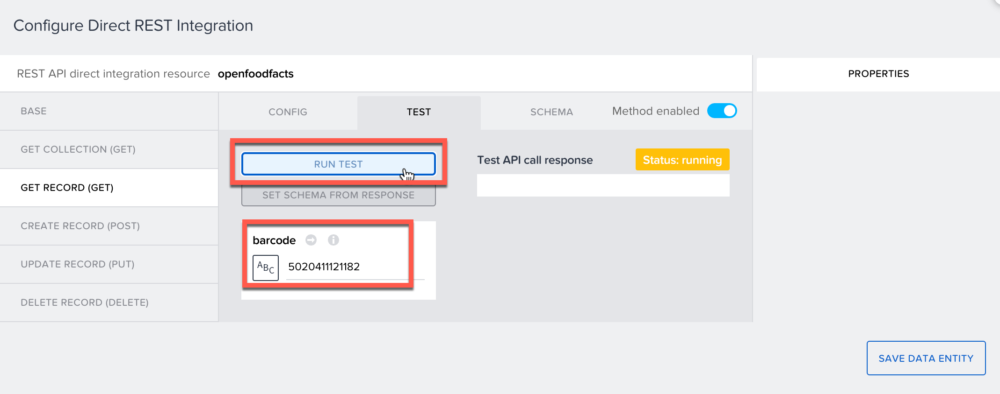 Configure Direct REST Integration
REST API direct integration resource openfoodfacts
PROPERTIES
BASE
GET COLLECTION (GET)
GET RECORD (GET)
CREATE RECORD (POST)
UPDATE RECORD (PUT)
DELETE RECORD (DELETE)
CONFIG
TEST
SCHEMA
Method enabled
RUN TEST
SET SCHEMA FROM RESPONSE
barcode
ABC
5020411121182
Test API call response
Status: running
SAVE DATA ENTITY